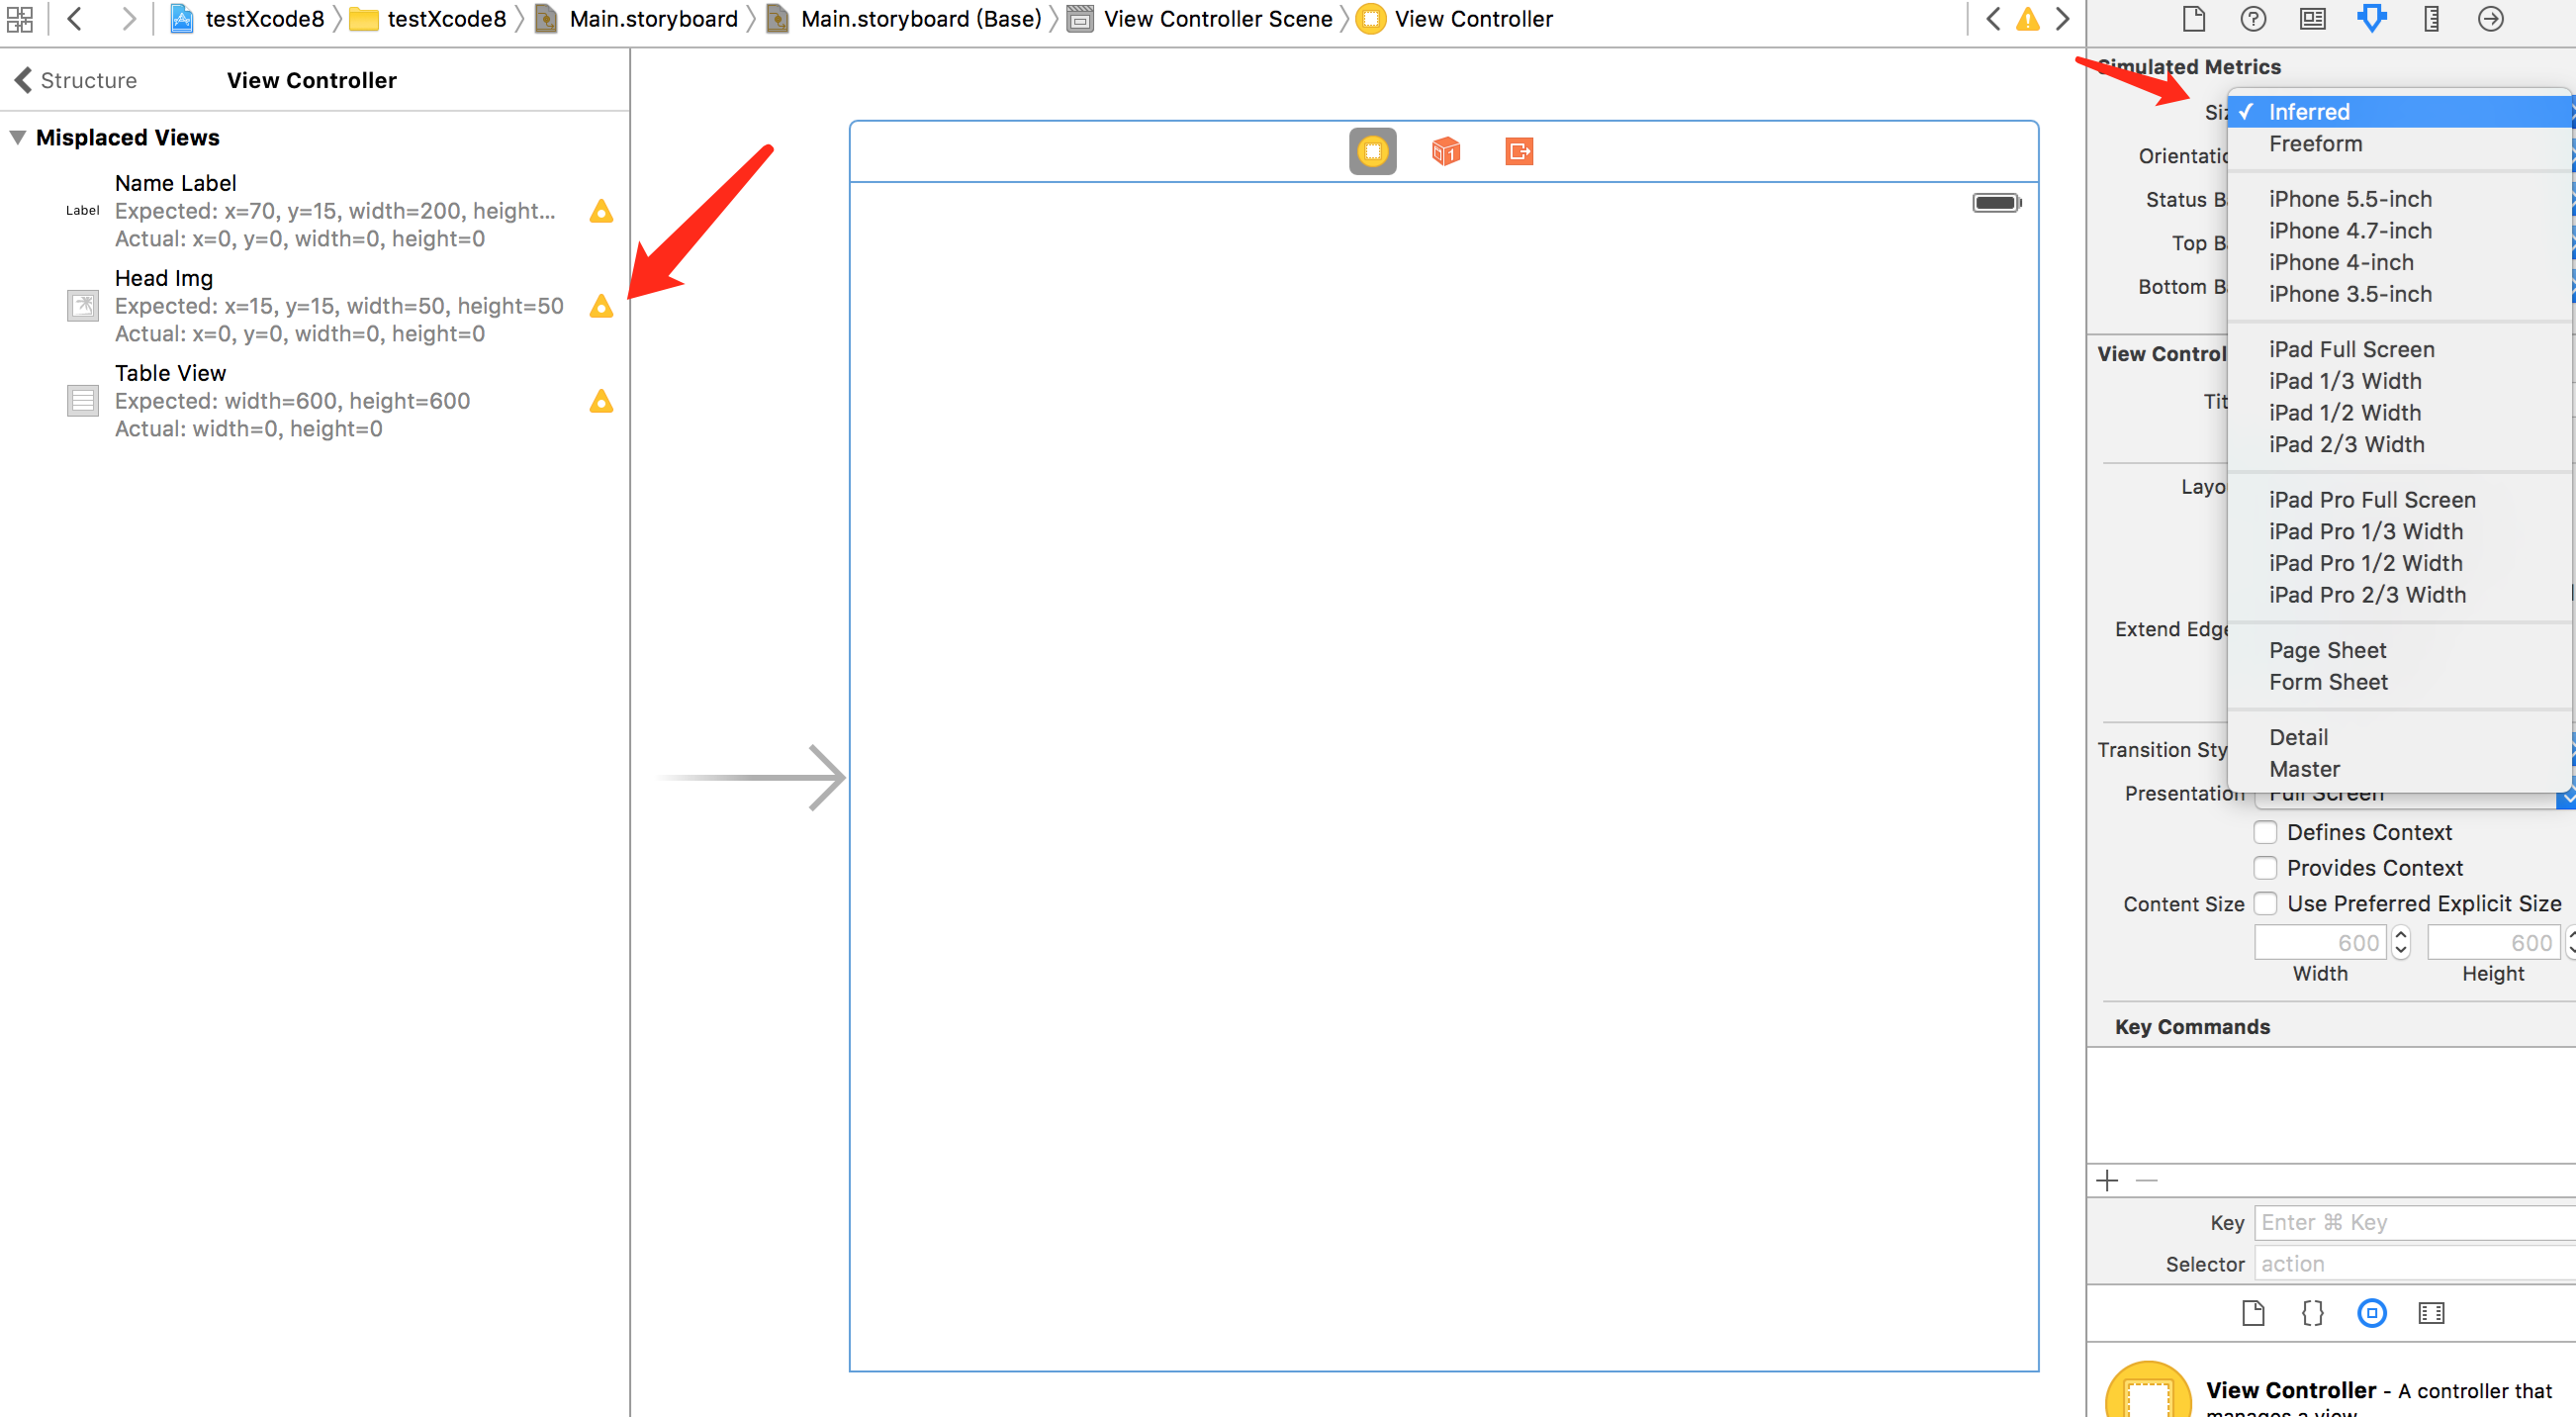 testXcode8 testXcode8 Main.storyboard Main.storyboard (Base) View Controller Scene View Controller
Structure View Controller
Misplaced Views
Name Label
Label
Expected: x=70, y=15, width=200, height...
Actual: x=0, y=0, width=0, height=0
Head Img
Expected: x=15, y=15, width=50, height=50
Actual: x=0, y=0, width=0, height=0
Table View
Expected: width=600, height=600
Actual: width=0, height=0
Simulated Metrics
Siz
Orientatio
Status B
Top B
Bottom B
✓ Inferred
Freeform
iPhone 5.5-inch
iPhone 4.7-inch
iPhone 4-inch
iPhone 3.5-inch
iPad Full Screen
iPad 1/3 Width
iPad 1/2 Width
iPad 2/3 Width
iPad Pro Full Screen
iPad Pro 1/3 Width
iPad Pro 1/2 Width
iPad Pro 2/3 Width
Page Sheet
Form Sheet
Detail
Master
View Control
Tit
Layo
Extend Edge
Transition Sty
Presentation Full Screen
Defines Context
Provides Context
Content Size Use Preferred Explicit Size
600 600
Width Height
Key Commands
Key Enter ⌘ Key
Selector action
View Controller - A controller that
manages a view